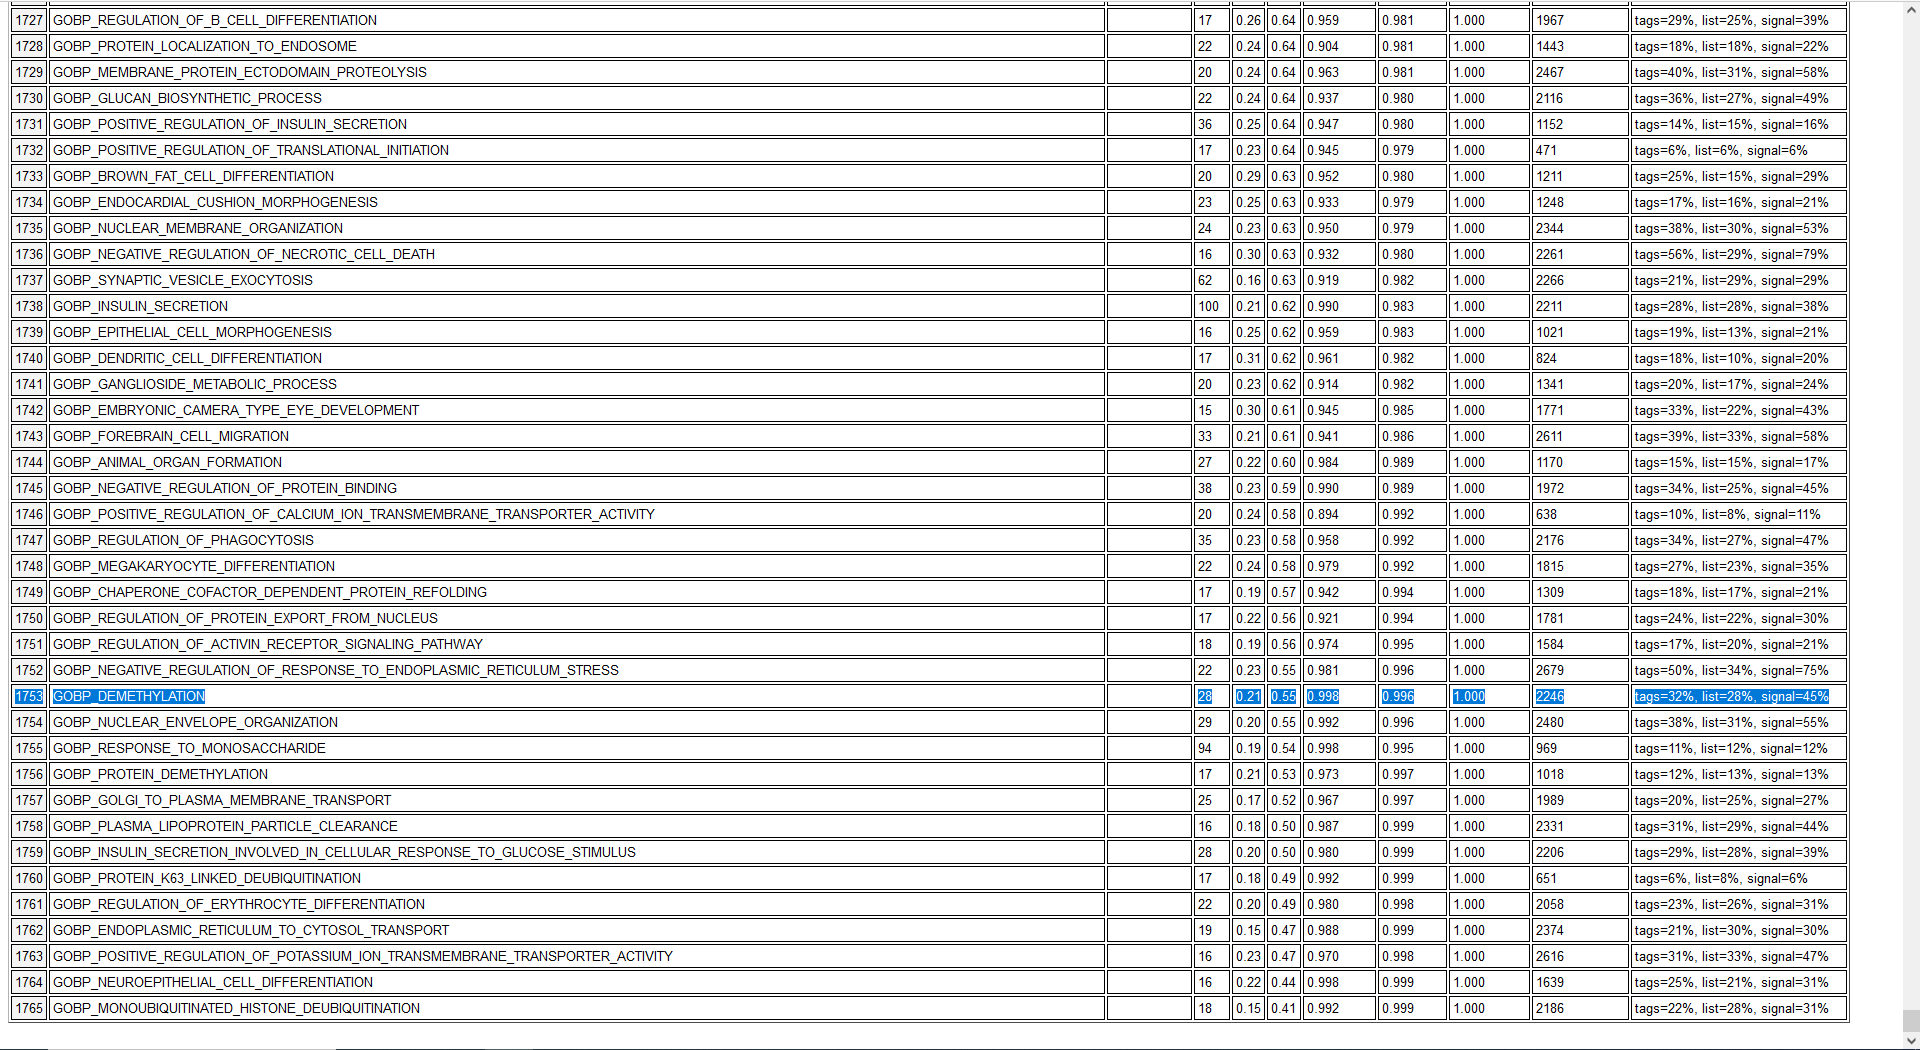 1727 GOBP_REGULATION_OF_B_CELL_DIFFERENTIATION 17 0.26 0.64 0.959 0.981 1.000 1967 tags=29%, list=25%, signal=39%
1728 GOBP_PROTEIN_LOCALIZATION_TO_ENDOSOME 22 0.24 0.64 0.904 0.981 1.000 1443 tags=18%, list=18%, signal=22%
1729 GOBP_MEMBRANE_PROTEIN_ECTODOMAIN_PROTEOLYSIS 20 0.24 0.64 0.963 0.981 1.000 2467 tags=40%, list=31%, signal=58%
1730 GOBP_GLUCAN_BIOSYNTHETIC_PROCESS 22 0.24 0.64 0.937 0.980 1.000 2116 tags=36%, list=27%, signal=49%
1731 GOBP_POSITIVE_REGULATION_OF_INSULIN_SECRETION 36 0.25 0.64 0.947 0.980 1.000 1152 tags=14%, list=15%, signal=16%
1732 GOBP_POSITIVE_REGULATION_OF_TRANSLATIONAL_INITIATION 17 0.23 0.64 0.945 0.979 1.000 471 tags=6%, list=6%, signal=6%
1733 GOBP_BROWN_FAT_CELL_DIFFERENTIATION 20 0.29 0.63 0.952 0.980 1.000 1211 tags=25%, list=15%, signal=29%
1734 GOBP_ENDOCARDIAL_CUSHION_MORPHOGENESIS 23 0.25 0.63 0.933 0.979 1.000 1248 tags=17%, list=16%, signal=21%
1735 GOBP_NUCLEAR_MEMBRANE_ORGANIZATION 24 0.23 0.63 0.950 0.979 1.000 2344 tags=38%, list=30%, signal=53%
1736 GOBP_NEGATIVE_REGULATION_OF_NECROTIC_CELL_DEATH 16 0.30 0.63 0.932 0.980 1.000 2261 tags=56%, list=29%, signal=79%
1737 GOBP_SYNAPTIC_VESICLE_EXOCYTOSIS 62 0.16 0.63 0.919 0.982 1.000 2266 tags=21%, list=29%, signal=29%
1738 GOBP_INSULIN_SECRETION 100 0.21 0.62 0.990 0.983 1.000 2211 tags=28%, list=28%, signal=38%
1739 GOBP_EPITHELIAL_CELL_MORPHOGENESIS 16 0.25 0.62 0.959 0.983 1.000 1021 tags=19%, list=13%, signal=21%
1740 GOBP_DENDRITIC_CELL_DIFFERENTIATION 17 0.31 0.62 0.961 0.982 1.000 824 tags=18%, list=10%, signal=20%
1741 GOBP_GANGLIOSIDE_METABOLIC_PROCESS 20 0.23 0.62 0.914 0.982 1.000 1341 tags=20%, list=17%, signal=24%
1742 GOBP_EMBRYONIC_CAMERA_TYPE_EYE_DEVELOPMENT 15 0.30 0.61 0.945 0.985 1.000 1771 tags=33%, list=22%, signal=43%
1743 GOBP_FOREBRAIN_CELL_MIGRATION 33 0.21 0.61 0.941 0.986 1.000 2611 tags=39%, list=33%, signal=58%
1744 GOBP_ANIMAL_ORGAN_FORMATION 27 0.22 0.60 0.984 0.989 1.000 1170 tags=15%, list=15%, signal=17%
1745 GOBP_NEGATIVE_REGULATION_OF_PROTEIN_BINDING 38 0.23 0.59 0.990 0.989 1.000 1972 tags=34%, list=25%, signal=45%
1746 GOBP_POSITIVE_REGULATION_OF_CALCIUM_ION_TRANSMEMBRANE_TRANSPORTER_ACTIVITY 20 0.24 0.58 0.894 0.992 1.000 638 tags=10%, list=8%, signal=11%
1747 GOBP_REGULATION_OF_PHAGOCYTOSIS 35 0.23 0.58 0.958 0.992 1.000 2176 tags=34%, list=27%, signal=47%
1748 GOBP_MEGAKARYOCYTE_DIFFERENTIATION 22 0.24 0.58 0.979 0.992 1.000 1815 tags=27%, list=23%, signal=35%
1749 GOBP_CHAPERONE_COFACTOR_DEPENDENT_PROTEIN_REFOLDING 17 0.19 0.57 0.942 0.994 1.000 1309 tags=18%, list=17%, signal=21%
1750 GOBP_REGULATION_OF_PROTEIN_EXPORT_FROM_NUCLEUS 17 0.22 0.56 0.921 0.994 1.000 1781 tags=24%, list=22%, signal=30%
1751 GOBP_REGULATION_OF_ACTIVIN_RECEPTOR_SIGNALING_PATHWAY 18 0.19 0.56 0.974 0.995 1.000 1584 tags=17%, list=20%, signal=21%
1752 GOBP_NEGATIVE_REGULATION_OF_RESPONSE_TO_ENDOPLASMIC_RETICULUM_STRESS 22 0.23 0.55 0.981 0.996 1.000 2679 tags=50%, list=34%, signal=75%
1753 GOBP_DEMETHYLATION 28 0.21 0.55 0.998 0.996 1.000 2246 tags=32%, list=28%, signal=45%
1754 GOBP_NUCLEAR_ENVELOPE_ORGANIZATION 29 0.20 0.55 0.992 0.996 1.000 2480 tags=38%, list=31%, signal=55%
1755 GOBP_RESPONSE_TO_MONOSACCHARIDE 94 0.19 0.54 0.998 0.995 1.000 969 tags=11%, list=12%, signal=12%
1756 GOBP_PROTEIN_DEMETHYLATION 17 0.21 0.53 0.973 0.997 1.000 1018 tags=12%, list=13%, signal=13%
1757 GOBP_GOLGI_TO_PLASMA_MEMBRANE_TRANSPORT 25 0.17 0.52 0.967 0.997 1.000 1989 tags=20%, list=25%, signal=27%
1758 GOBP_PLASMA_LIPOPROTEIN_PARTICLE_CLEARANCE 16 0.18 0.50 0.987 0.999 1.000 2331 tags=31%, list=29%, signal=44%
1759 GOBP_INSULIN_SECRETION_INVOLVED_IN_CELLULAR_RESPONSE_TO_GLUCOSE_STIMULUS 28 0.20 0.50 0.980 0.999 1.000 2206 tags=29%, list=28%, signal=39%
1760 GOBP_PROTEIN_K63_LINKED_DEUBIQUITINATION 17 0.18 0.49 0.992 0.999 1.000 651 tags=6%, list=8%, signal=6%
1761 GOBP_REGULATION_OF_ERYTHROCYTE_DIFFERENTIATION 22 0.20 0.49 0.980 0.998 1.000 2058 tags=23%, list=26%, signal=31%
1762 GOBP_ENDOPLASMIC_RETICULUM_TO_CYTOSOL_TRANSPORT 19 0.15 0.47 0.988 0.999 1.000 2374 tags=21%, list=30%, signal=30%
1763 GOBP_POSITIVE_REGULATION_OF_POTASSIUM_ION_TRANSMEMBRANE_TRANSPORTER_ACTIVITY 16 0.23 0.47 0.970 0.998 1.000 2616 tags=31%, list=33%, signal=47%
1764 GOBP_NEUROEPITHELIAL_CELL_DIFFERENTIATION 16 0.22 0.44 0.998 0.999 1.000 1639 tags=25%, list=21%, signal=31%
1765 GOBP_MONOUBIQUITINATED_HISTONE_DEUBIQUITINATION 18 0.15 0.41 0.992 0.999 1.000 2186 tags=22%, list=28%, signal=31%